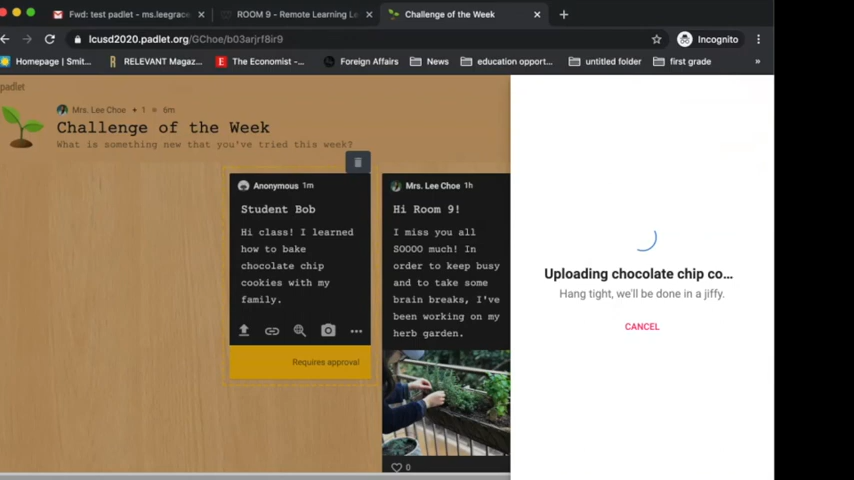 Fwd: test padlet - ms.leegrace
ROOM 9 - Remote Learning Le
Challenge of the Week
lcusd2020.padlet.org/GChoe/b03arjrf8ir9
Incognito
Homepage | Smit...
RELEVANT Magaz...
The Economist -...
Foreign Affairs
News
education opport...
untitled folder
first grade
padlet
Mrs. Lee Choe + 1 6m
Challenge of the Week
What is something new that you've tried this week?
Anonymous 1m
Student Bob
Hi class! I learned
how to bake
chocolate chip
cookies with my
family.
Requires approval
Mrs. Lee Choe 1h
Hi Room 9!
I miss you all
SOOOO much! In
order to keep busy
and to take some
brain breaks, I've
been working on my
herb garden.
0
Uploading chocolate chip co...
Hang tight, we'll be done in a jiffy.
CANCEL